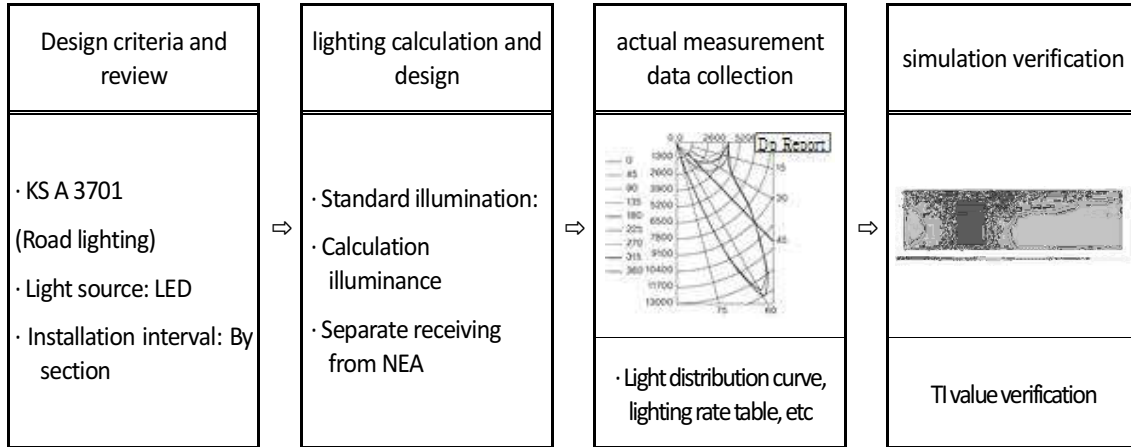 Design criteria and
review
· KS A 3701
(Road lighting)
· Light source: LED
· Installation interval: By
section
⇨
lighting calculation and
design
· Standard illumination:
· Calculation
illuminance
· Separate receiving
from NEA
⇨
actual measurement
data collection
0 0 2600 5200
Dp Report
0
45
90
135
180
225
270
315
360
1300
2600
3900
5200
6500
7800
9100
10400
11700
13000
15
30
45
60
75
· Light distribution curve,
lighting rate table, etc
⇨
simulation verification
TI value verification